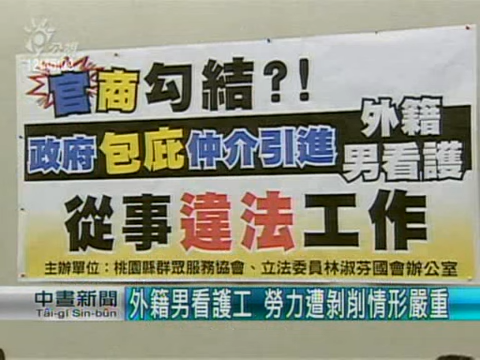 公視
官商勾結?!
政府包庇仲介引進
外籍
男看護
從事違法工作
主辦單位：桃園縣群眾服務協會、立法委員林淑芬國會辦公室
中晝新聞
Tâi-gí Sin-bûn
外籍男看護工 勞力遭剝削情形嚴重